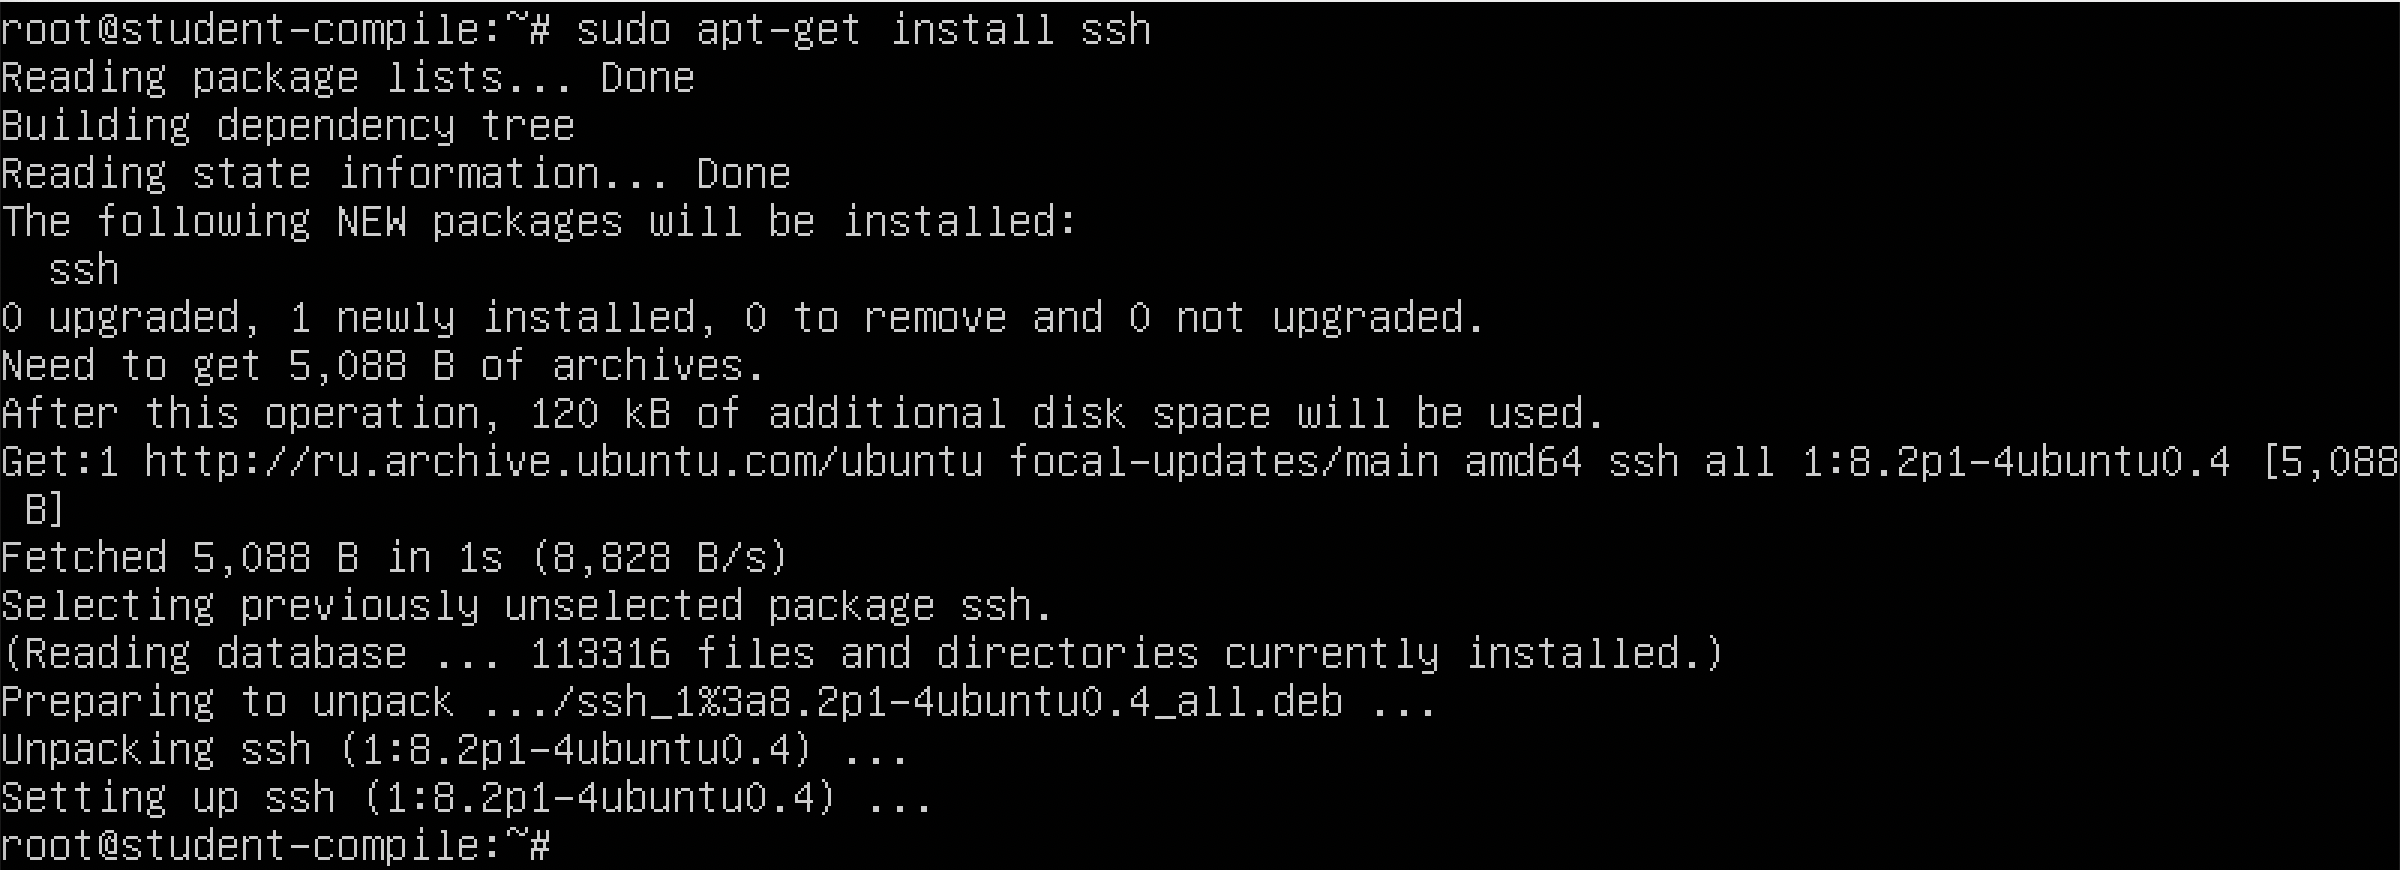 root@student-compile:~# sudo apt-get install ssh
Reading package lists... Done
Building dependency tree
Reading state information... Done
The following NEW packages will be installed:
  ssh
0 upgraded, 1 newly installed, 0 to remove and 0 not upgraded.
Need to get 5,088 B of archives.
After this operation, 120 kB of additional disk space will be used.
Get:1 http://ru.archive.ubuntu.com/ubuntu focal-updates/main amd64 ssh all 1:8.2p1-4ubuntu0.4 [5,088
 B]
Fetched 5,088 B in 1s (8,828 B/s)
Selecting previously unselected package ssh.
(Reading database ... 113316 files and directories currently installed.)
Preparing to unpack .../ssh_1%3a8.2p1-4ubuntu0.4_all.deb ...
Unpacking ssh (1:8.2p1-4ubuntu0.4) ...
Setting up ssh (1:8.2p1-4ubuntu0.4) ...
root@student-compile:~#